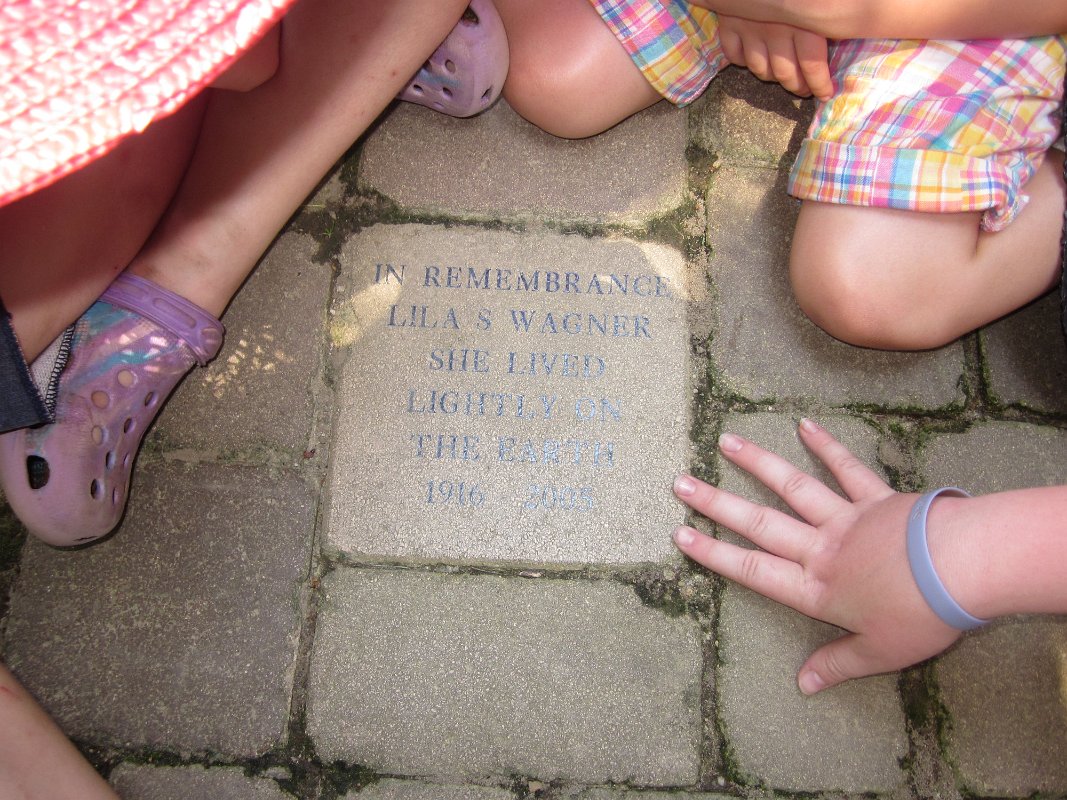 IN REMEMBRANCE
LILA S WAGNER
SHE LIVED
LIGHTLY ON
THE EARTH
1916 - 2005